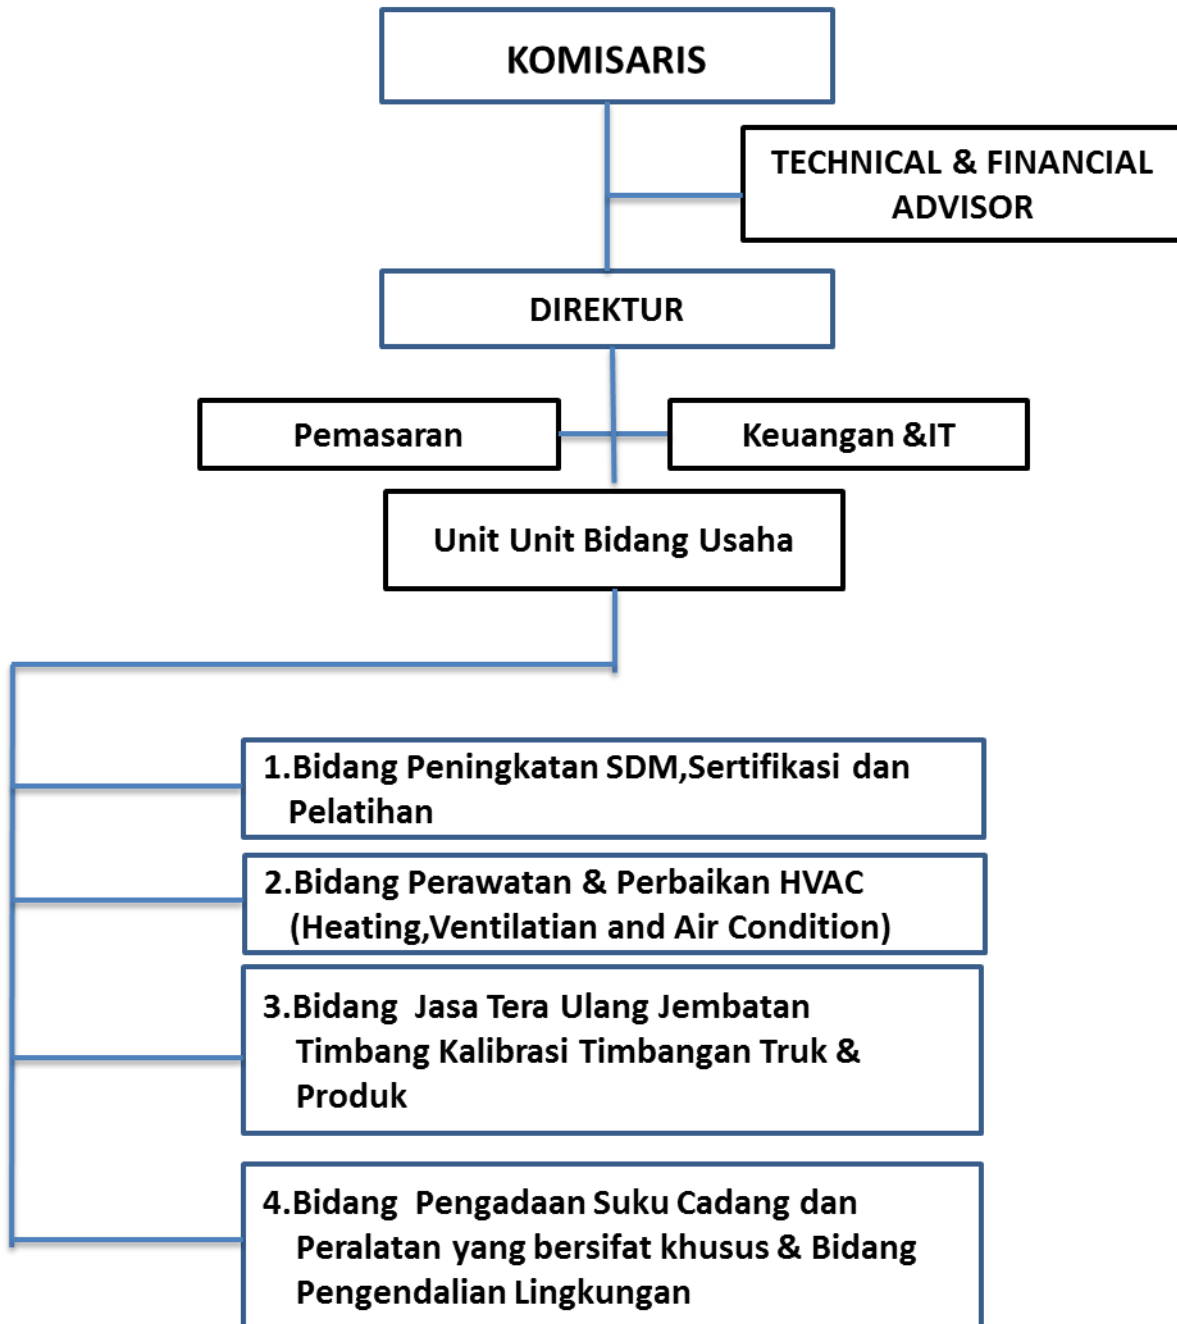 KOMISARIS
TECHNICAL & FINANCIAL
ADVISOR
DIREKTUR
Pemasaran
Keuangan &IT
Unit Unit Bidang Usaha
1.Bidang Peningkatan SDM,Sertifikasi dan
Pelatihan
2.Bidang Perawatan & Perbaikan HVAC
(Heating,Ventilatian and Air Condition)
3.Bidang Jasa Tera Ulang Jembatan
Timbang Kalibrasi Timbangan Truk &
Produk
4.Bidang Pengadaan Suku Cadang dan
Peralatan yang bersifat khusus & Bidang
Pengendalian Lingkungan